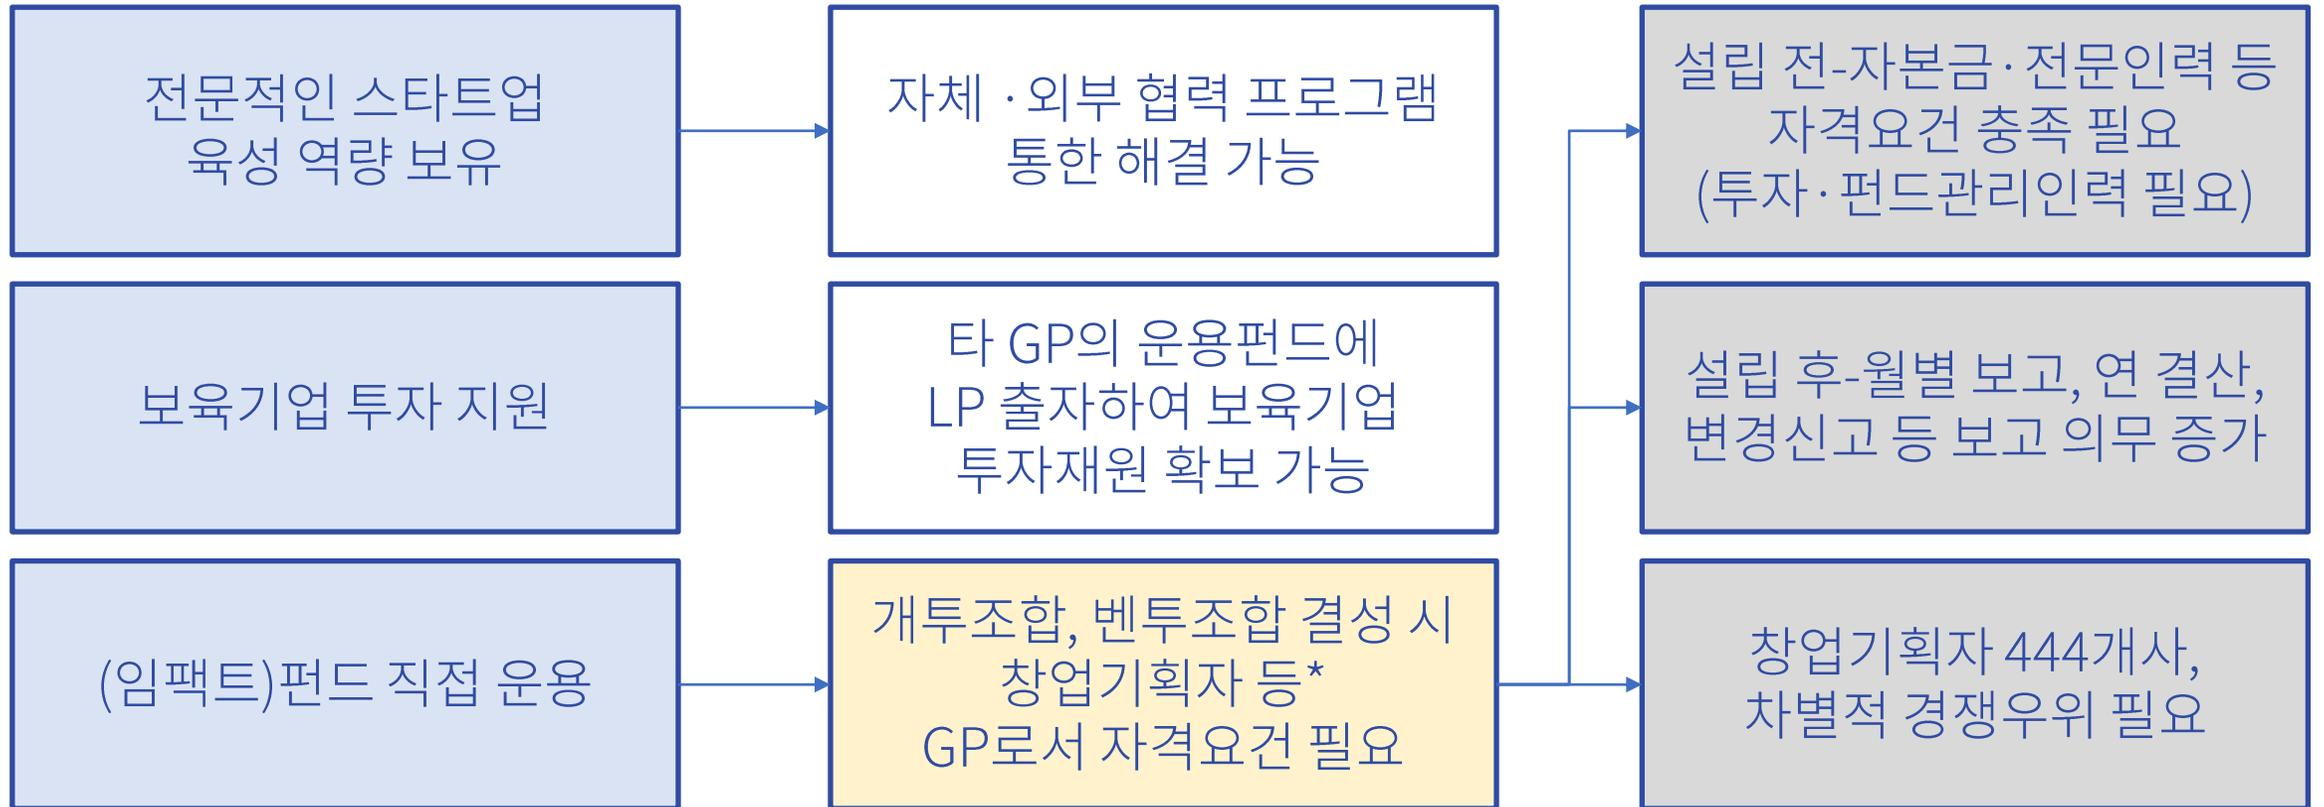 전문적인 스타트업
육성 역량 보유
자체 ·외부 협력 프로그램
통한 해결 가능
설립 전-자본금·전문인력 등
자격요건 충족 필요
(투자·펀드관리인력 필요)
보육기업 투자 지원
타 GP의 운용펀드에
LP 출자하여 보육기업
투자재원 확보 가능
설립 후-월별 보고, 연 결산,
변경신고 등 보고 의무 증가
(임팩트)펀드 직접 운용
개투조합, 벤투조합 결성 시
창업기획자 등*
GP로서 자격요건 필요
창업기획자 444개사,
차별적 경쟁우위 필요